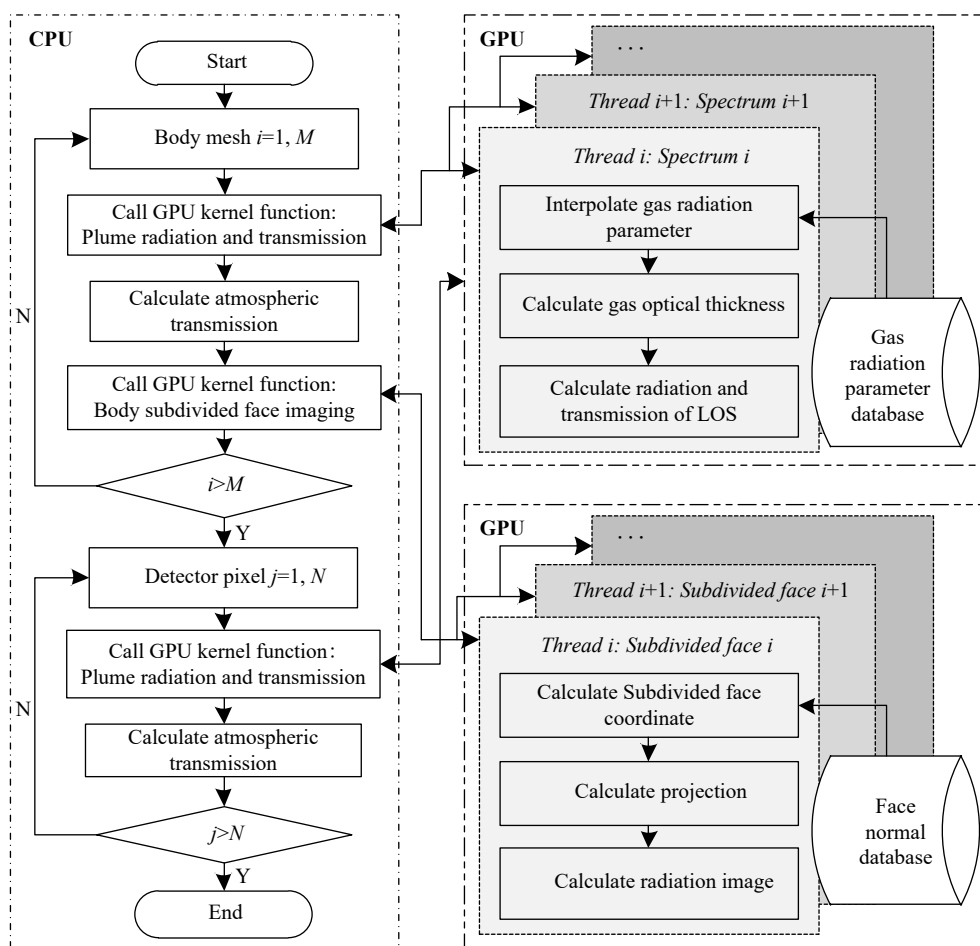 CPU
Start
Body mesh i=1, M
Call GPU kernel function:
Plume radiation and transmission
Calculate atmospheric
transmission
N
Call GPU kernel function:
Body subdivided face imaging
i>M
Y
Detector pixel j=1, N
Call GPU kernel function:
Plume radiation and transmission
N
Calculate atmospheric
transmission
j>N
Y
End
GPU
...
Thread i+1: Spectrum i+1
Thread i: Spectrum i
Interpolate gas radiation
parameter
Calculate gas optical thickness
Calculate radiation and
transmission of LOS
Gas
radiation
parameter
database
GPU
...
Thread i+1: Subdivided face i+1
Thread i: Subdivided face i
Calculate Subdivided face
coordinate
Calculate projection
Calculate radiation image
Face
normal
database